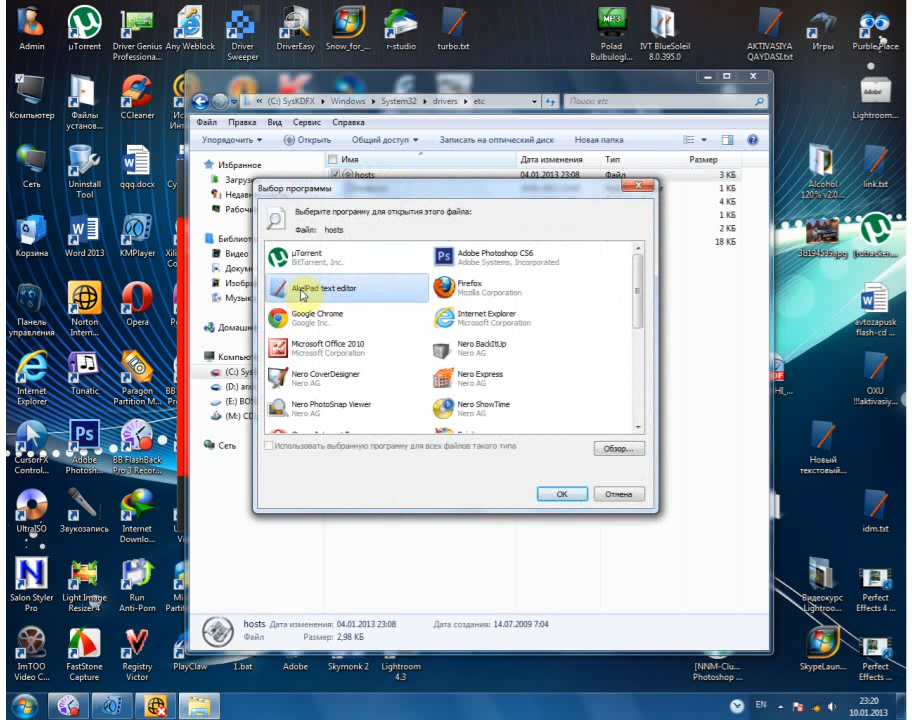 Admin
µTorrent
Driver Genius
Professiona...
Any Weblock
Driver
Sweeper
DriverEasy
Snow_for_...
r-studio
turbo.txt
MP3
Polad
Bulbulogl...
IVT BlueSoleil
8.0.395.0
AKTIVASIYA
QAYDASI.txt
Игры
Purble Place
Компьютер
Файлы
установ...
CCleaner
Adobe
Lightroom...
« (C:) SysKDFX ▸ Windows ▸ System32 ▸ drivers ▸ etc
Поиск: etc
Файл Правка Вид Сервис Справка
Упорядочить
Открыть
Общий доступ
Записать на оптический диск
Новая папка
Имя
Дата изменения
Тип
Размер
hosts
04.01.2013 23:08
Файл
3 КБ
1 КБ
4 КБ
1 КБ
2 КБ
18 КБ
Избранное
Загруз
Недавн
Рабоч
Библиот
Видео
Докум
Изобр
Музык
Домашн
Компьют
(C:) Sys
(D:) arx
(E:) BO
(M:) CD
Сеть
Выбор программы
Выберите программу для открытия этого файла:
Файл: hosts
µTorrent
BitTorrent, Inc.
Ps
Adobe Photoshop CS6
Adobe Systems, Incorporated
AkelPad text editor
Firefox
Mozilla Corporation
Google Chrome
Google Inc.
Internet Explorer
Microsoft Corporation
Microsoft Office 2010
Microsoft Corporation
Nero BackItUp
Nero AG
Nero CoverDesigner
Nero AG
Nero Express
Nero AG
Nero PhotoSnap Viewer
Nero AG
Nero ShowTime
Nero AG
Использовать выбранную программу для всех файлов такого типа
Обзор...
OK
Отмена
hosts Дата изменения: 04.01.2013 23:08
Дата создания: 14.07.2009 7:04
Файл
Размер: 2,98 КБ
Сеть
Uninstall
Tool
qqq.docx
Alcohol
120% v2.0...
link.txt
Корзина
Word 2013
KMPlayer
36194539.jpg
Панель
управления
Norton
Intern...
Opera
avtozapusk
flash-cd ...
Internet
Explorer
Tunatic
Paragon
Partition M...
OXU
!!!aktivasiy...
CursorFX
Control...
Ps
Adobe
Photosh...
BB FlashBack
Pro 3 Recor...
Новый
текстовый...
UltraISO
Звукозапись
Internet
Downlo...
idm.txt
Salon Styler
Pro
Light Image
Resizer 4
Run
Anti-Porn
Видеокурс
Lightroo...
Perfect
Effects 4 ...
ImTOO
Video C...
FastStone
Capture
Registry
Victor
PlayClaw
1.bat
Adobe
Skymonk 2
Lightroom
4.3
[NNM-Clu...
Photoshop ...
SkypeLaun...
Perfect
Effects ...
EN
23:20
10.01.2013